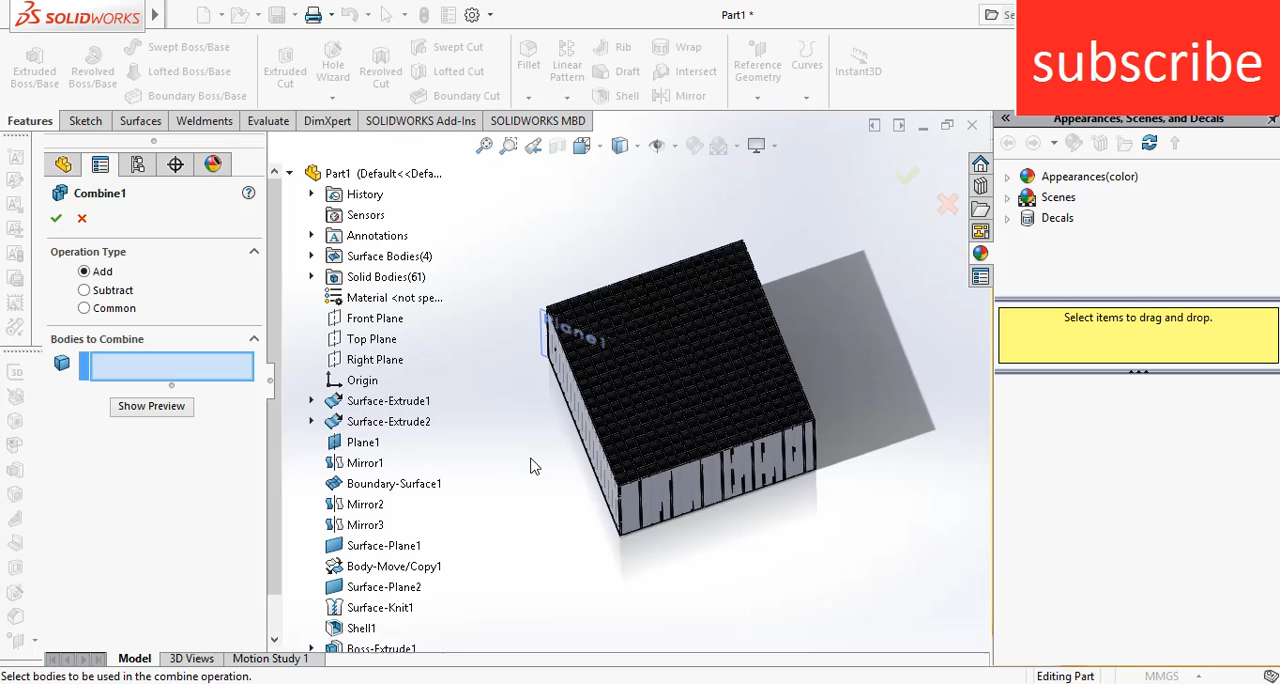 SOLIDWORKS
Part1 *
Se
subscribe
Extruded Boss/Base
Revolved Boss/Base
Swept Boss/Base
Lofted Boss/Base
Boundary Boss/Base
Extruded Cut
Hole Wizard
Revolved Cut
Swept Cut
Lofted Cut
Boundary Cut
Fillet
Linear Pattern
Rib
Draft
Shell
Wrap
Intersect
Mirror
Reference Geometry
Curves
Instant3D
Features
Sketch
Surfaces
Weldments
Evaluate
DimXpert
SOLIDWORKS Add-Ins
SOLIDWORKS MBD
Combine1
Operation Type
Add
Subtract
Common
Bodies to Combine
Show Preview
Part1 (Default<<Defa...
History
Sensors
Annotations
Surface Bodies(4)
Solid Bodies(61)
Material <not spe...
Front Plane
Top Plane
Right Plane
Origin
Surface-Extrude1
Surface-Extrude2
Plane1
Mirror1
Boundary-Surface1
Mirror2
Mirror3
Surface-Plane1
Body-Move/Copy1
Surface-Plane2
Surface-Knit1
Shell1
Boss-Extrude1
Plane1
Appearances, Scenes, and Decals
Appearances(color)
Scenes
Decals
Select items to drag and drop.
Model
3D Views
Motion Study 1
Select bodies to be used in the combine operation.
Editing Part
MMGS